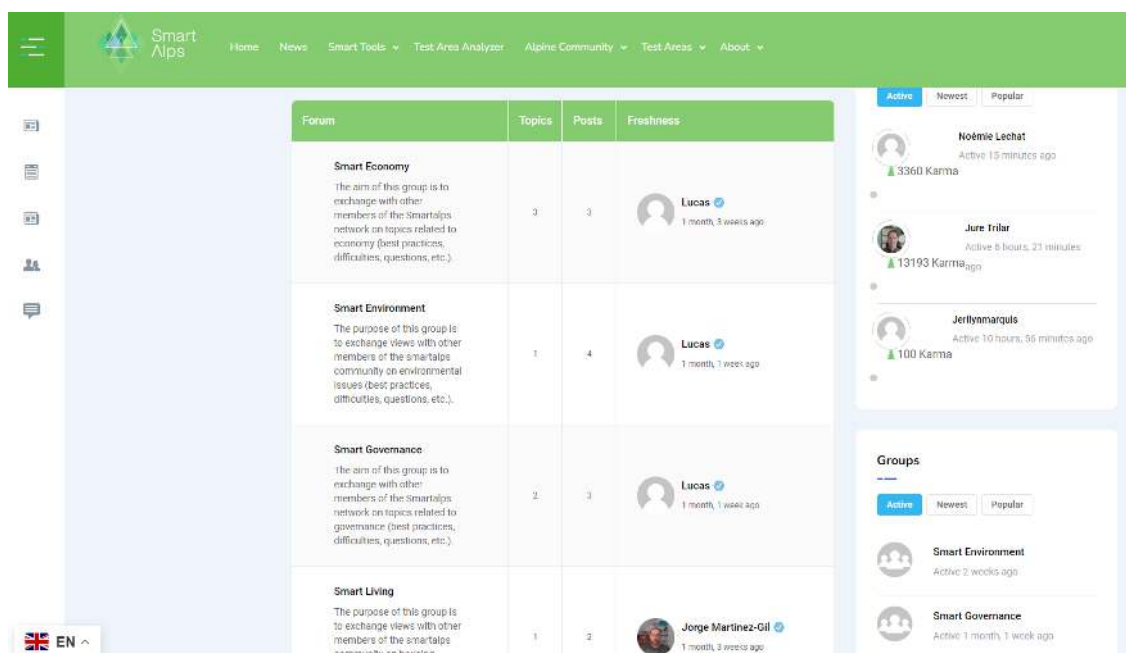 Smart
Alps
Home News Smart Tools Test Area Analyzer Alpine Community Test Areas About
Forum Topics Posts Freshness
Smart Economy
The aim of this group is to
exchange with other
members of the Smartalps
network on topics related to
economy (best practices,
difficulties, questions, etc.).
3 3
Lucas
1 month, 3 weeks ago
Smart Environment
The purpose of this group is
to exchange views with other
members of the smartalps
community on environmental
issues (best practices,
difficulties, questions, etc.).
1 4
Lucas
1 month, 1 week ago
Smart Governance
The aim of this group is to
exchange with other
members of the Smartalps
network on topics related to
governance (best practices,
difficulties, questions, etc.).
2 3
Lucas
1 month, 1 week ago
Smart Living
The purpose of this group is
to exchange views with other
members of the smartalps
community on housing
1 2
Jorge Martinez-Gil
1 month, 3 weeks ago
Active Newest Popular
Noémie Lechat
Active 15 minutes ago
3360 Karma
Jure Trilar
Active 6 hours, 21 minutes
ago
13193 Karma
Jerilynmarquis
Active 10 hours, 56 minutes ago
100 Karma
Groups
Active Newest Popular
Smart Environment
Active 2 weeks ago
Smart Governance
Active 1 month, 1 week ago
EN